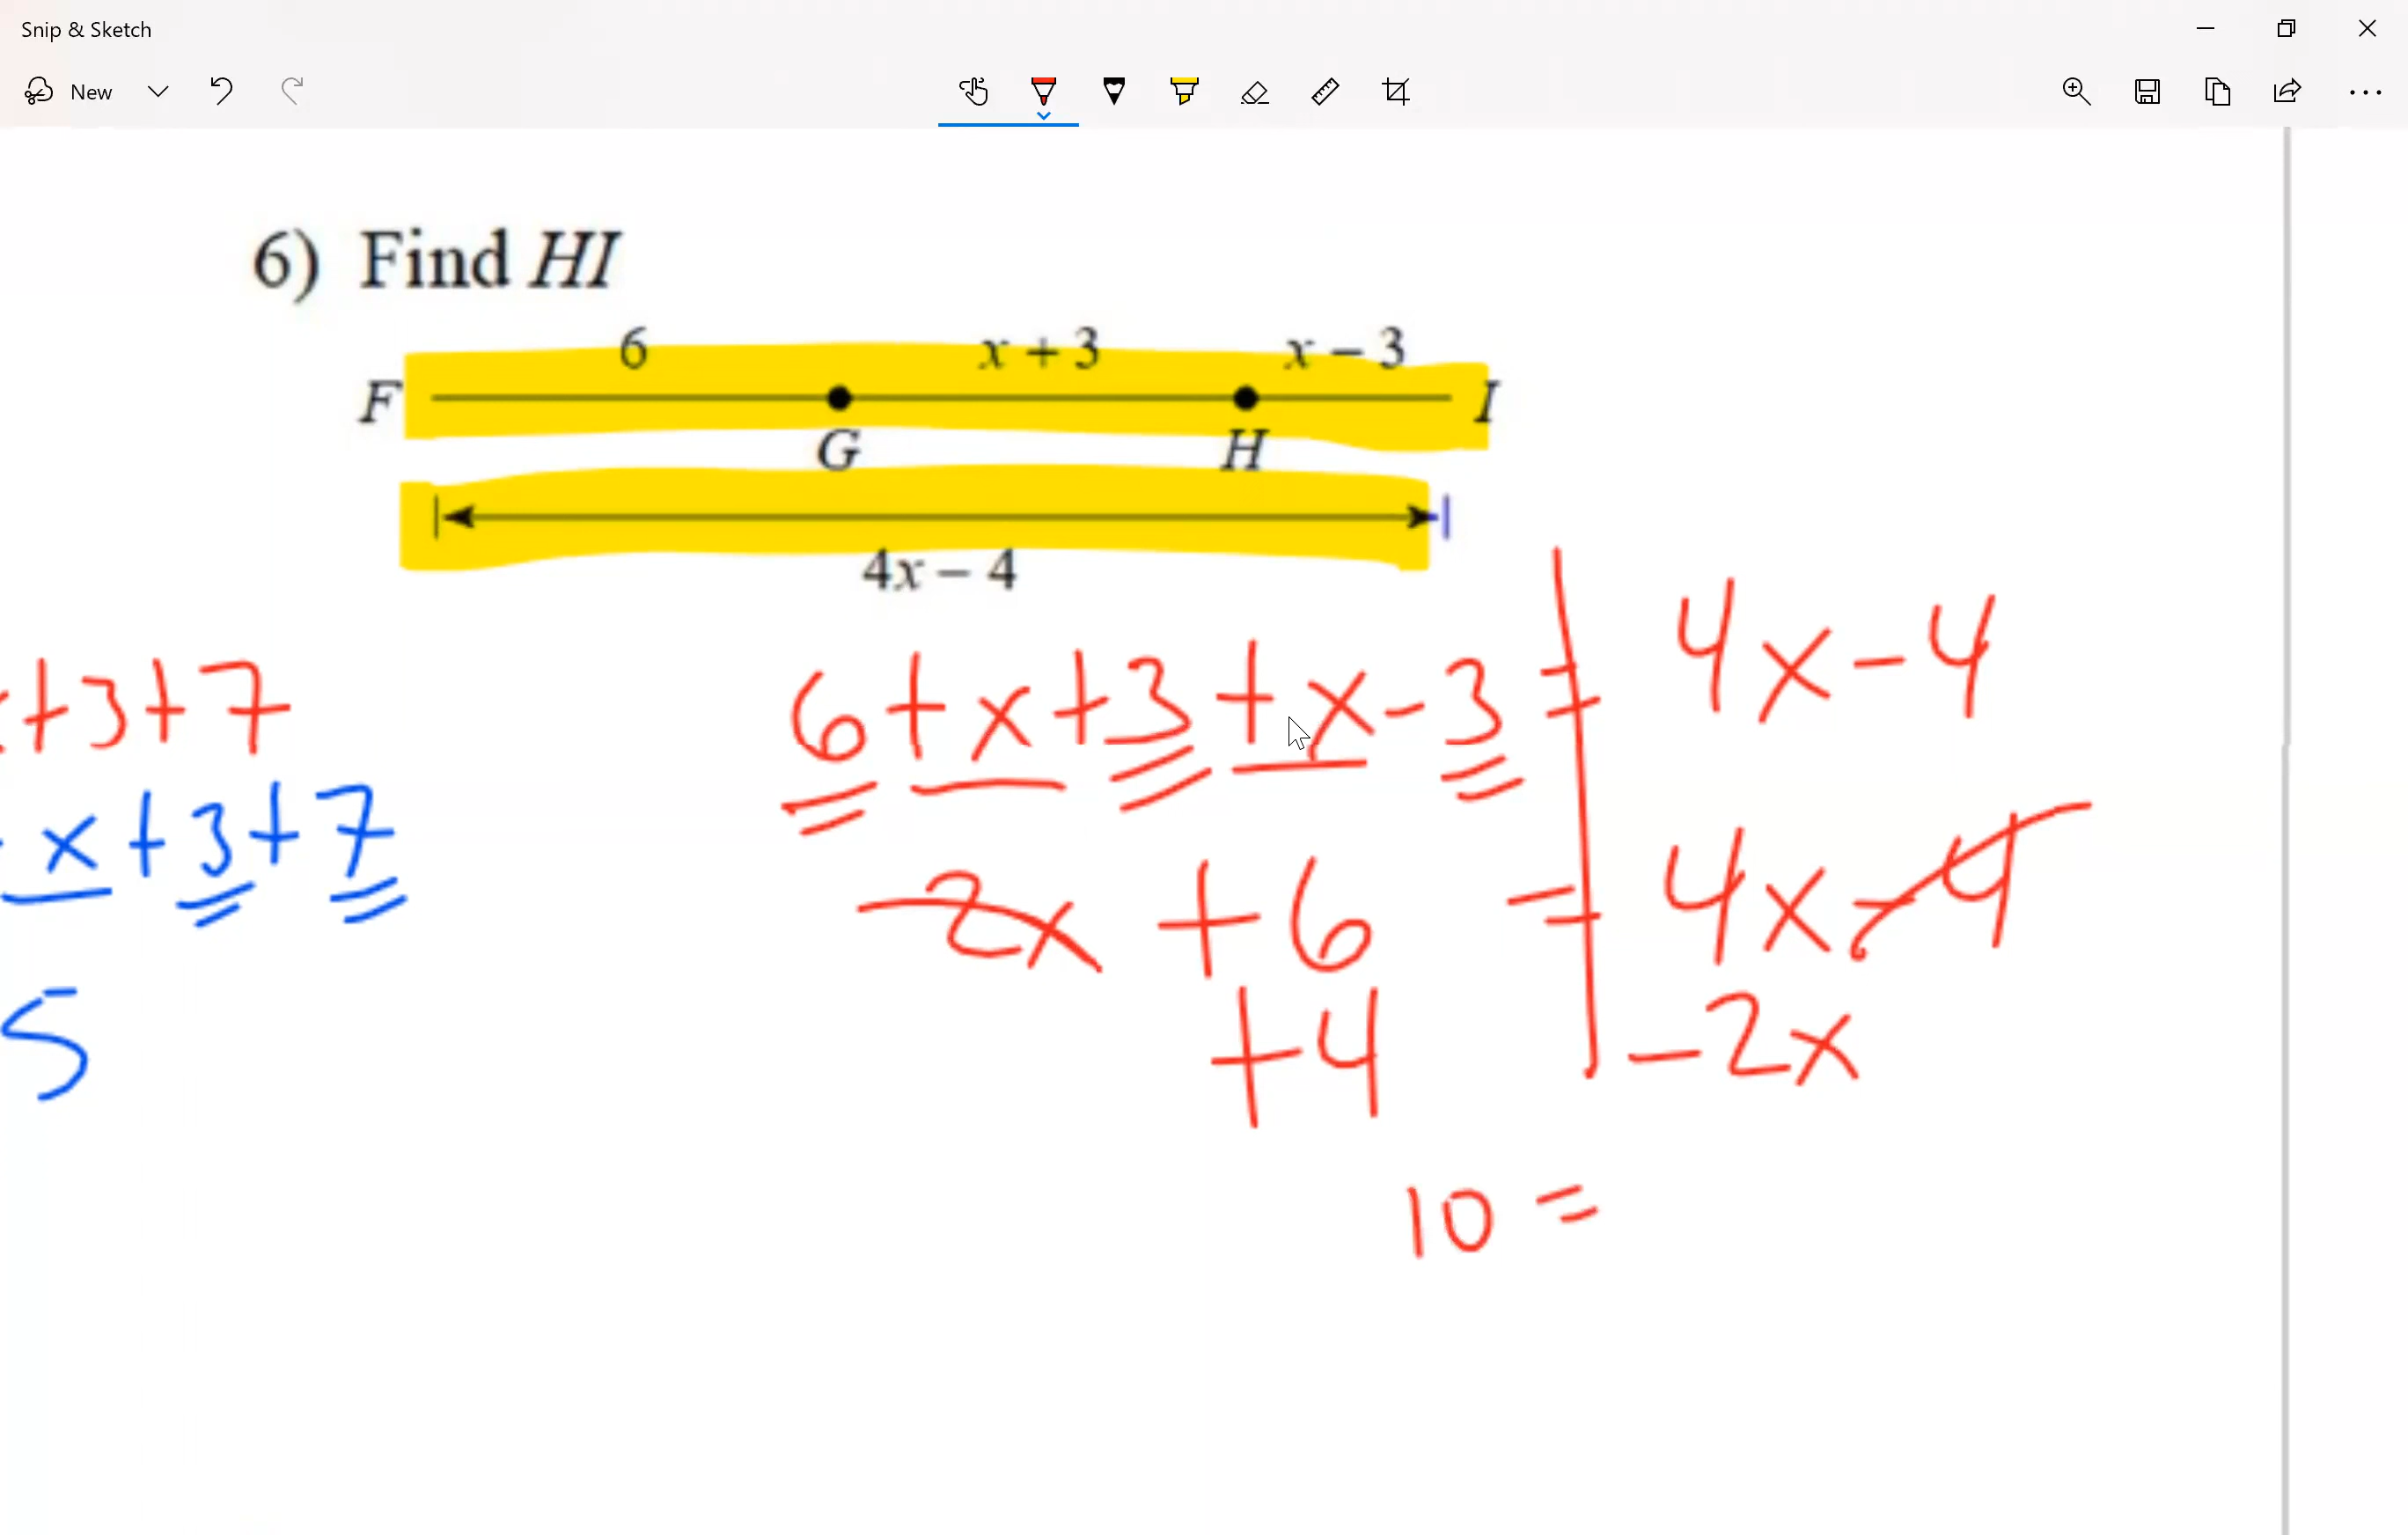 Snip & Sketch
New
6) Find HI
6 x + 3 x − 3
F I
G H
4x − 4
+3+7
6+x+3+x-3= 4x-4
x+3+7
2x +6 = 4x-4
5
+4 -2x
10 =